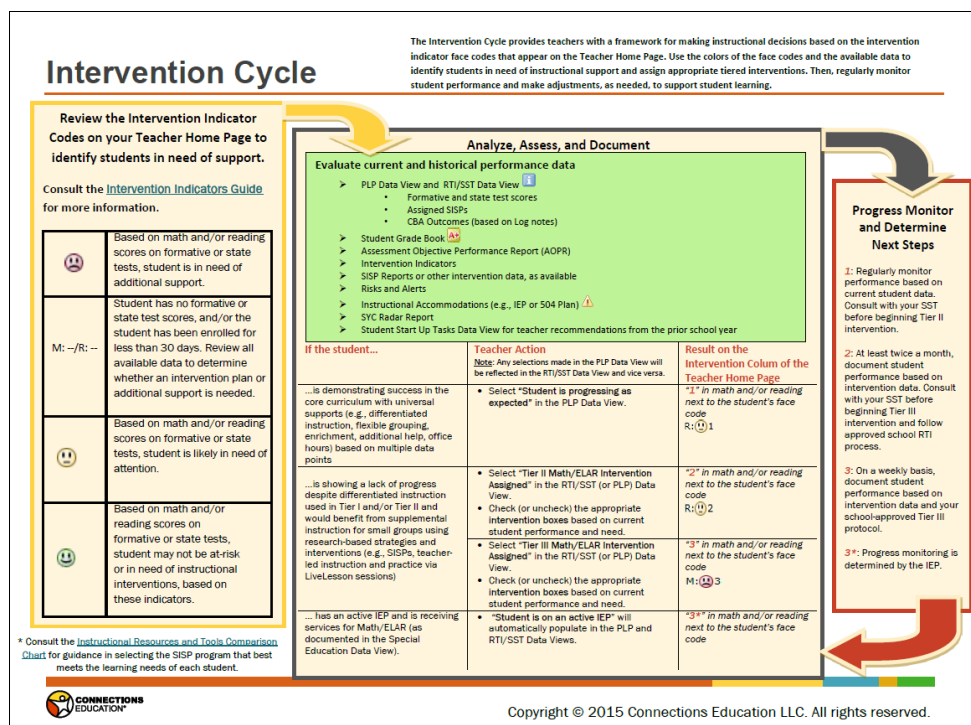 Intervention Cycle
The Intervention Cycle provides teachers with a framework for making instructional decisions based on the intervention
indicator face codes that appear on the Teacher Home Page. Use the colors of the face codes and the available data to
identify students in need of instructional support and assign appropriate tiered interventions. Then, regularly monitor
student performance and make adjustments, as needed, to support student learning.
Review the Intervention Indicator
Codes on your Teacher Home Page to
identify students in need of support.
Consult the Intervention Indicators Guide
for more information.
Based on math and/or reading
scores on formative or state
tests, student is in need of
additional support.
M: --/R: --
Student has no formative or
state test scores, and/or the
student has been enrolled for
less than 30 days. Review all
available data to determine
whether an intervention plan or
additional support is needed.
Based on math and/or reading
scores on formative or state
tests, student is likely in need of
attention.
Based on math and/or
reading scores on
formative or state tests,
student may not be at-risk
or in need of instructional
interventions, based on
these indicators.
* Consult the Instructional Resources and Tools Comparison
Chart for guidance in selecting the SISP program that best
meets the learning needs of each student.
Analyze, Assess, and Document
Evaluate current and historical performance data
➢ PLP Data View and RTI/SST Data View i
• Formative and state test scores
• Assigned SISPs
• CBA Outcomes (based on Log notes)
➢ Student Grade Book A+
➢ Assessment Objective Performance Report (AOPR)
➢ Intervention Indicators
➢ SISP Reports or other intervention data, as available
➢ Risks and Alerts
➢ Instructional Accommodations (e.g., IEP or 504 Plan)
➢ SYC Radar Report
➢ Student Start Up Tasks Data View for teacher recommendations from the prior school year
If the student...
Teacher Action
Note: Any selections made in the PLP Data View will
be reflected in the RTI/SST Data View and vice versa.
Result on the
Intervention Colum of the
Teacher Home Page
...is demonstrating success in the
core curriculum with universal
supports (e.g., differentiated
instruction, flexible grouping,
enrichment, additional help, office
hours) based on multiple data
points
• Select "Student is progressing as
expected" in the PLP Data View.
"1" in math and/or reading
next to the student's face
code
R: 1
...is showing a lack of progress
despite differentiated instruction
used in Tier I and/or Tier II and
would benefit from supplemental
instruction for small groups using
research-based strategies and
interventions (e.g., SISPs, teacher-
led instruction and practice via
LiveLesson sessions)
• Select "Tier II Math/ELAR Intervention
Assigned" in the RTI/SST (or PLP) Data
View.
• Check (or uncheck) the appropriate
intervention boxes based on current
student performance and need.
"2" in math and/or reading
next to the student's face
code
R: 2
• Select "Tier III Math/ELAR Intervention
Assigned" in the RTI/SST (or PLP) Data
View.
• Check (or uncheck) the appropriate
intervention boxes based on current
student performance and need.
"3" in math and/or reading
next to the student's face
code
M: 3
... has an active IEP and is receiving
services for Math/ELAR (as
documented in the Special
Education Data View).
• "Student is on an active IEP" will
automatically populate in the PLP and
RTI/SST Data Views.
"3*" in math and/or reading
next to the student's face
code
Progress Monitor
and Determine
Next Steps
1: Regularly monitor
performance based on
current student data.
Consult with your SST
before beginning Tier II
intervention.
2: At least twice a month,
document student
performance based on
intervention data. Consult
with your SST before
beginning Tier III
intervention and follow
approved school RTI
process.
3: On a weekly basis,
document student
performance based on
intervention data and your
school-approved Tier III
protocol.
3*: Progress monitoring is
determined by the IEP.
CONNECTIONS
EDUCATION
Copyright © 2015 Connections Education LLC. All rights reserved.